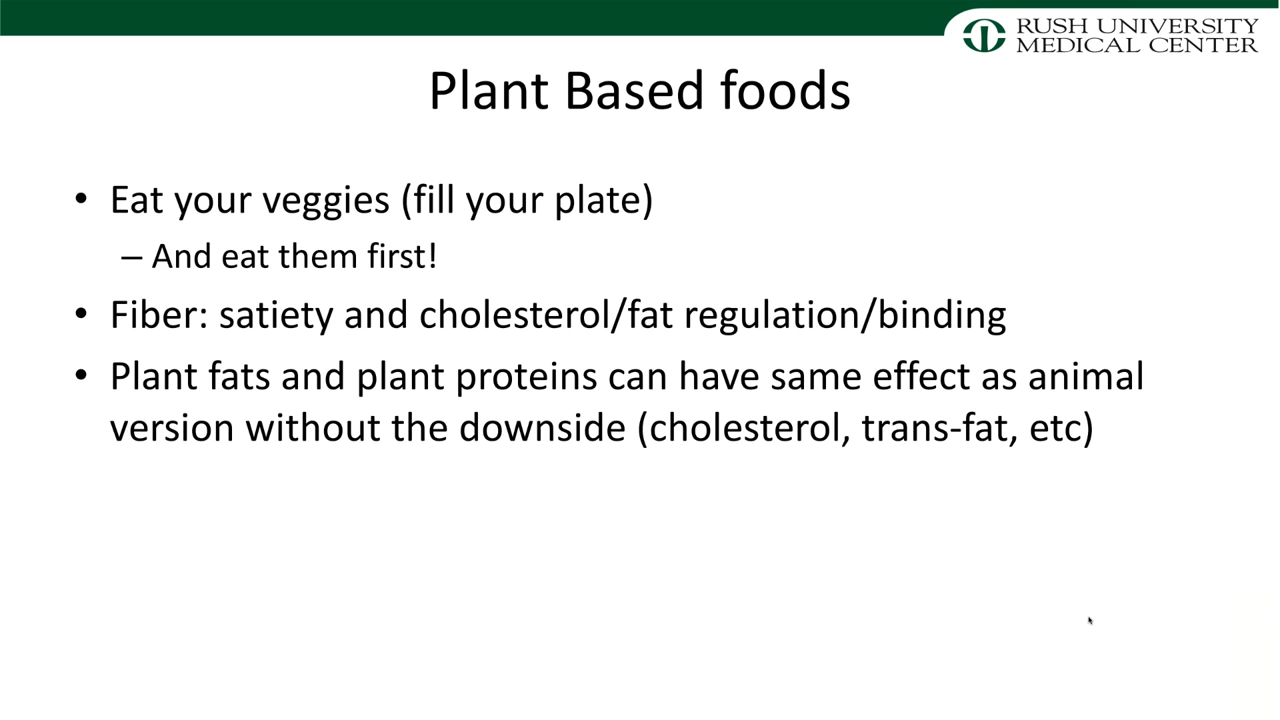 RUSH UNIVERSITY
MEDICAL CENTER
Plant Based foods
• Eat your veggies (fill your plate)
– And eat them first!
• Fiber: satiety and cholesterol/fat regulation/binding
• Plant fats and plant proteins can have same effect as animal
version without the downside (cholesterol, trans-fat, etc)